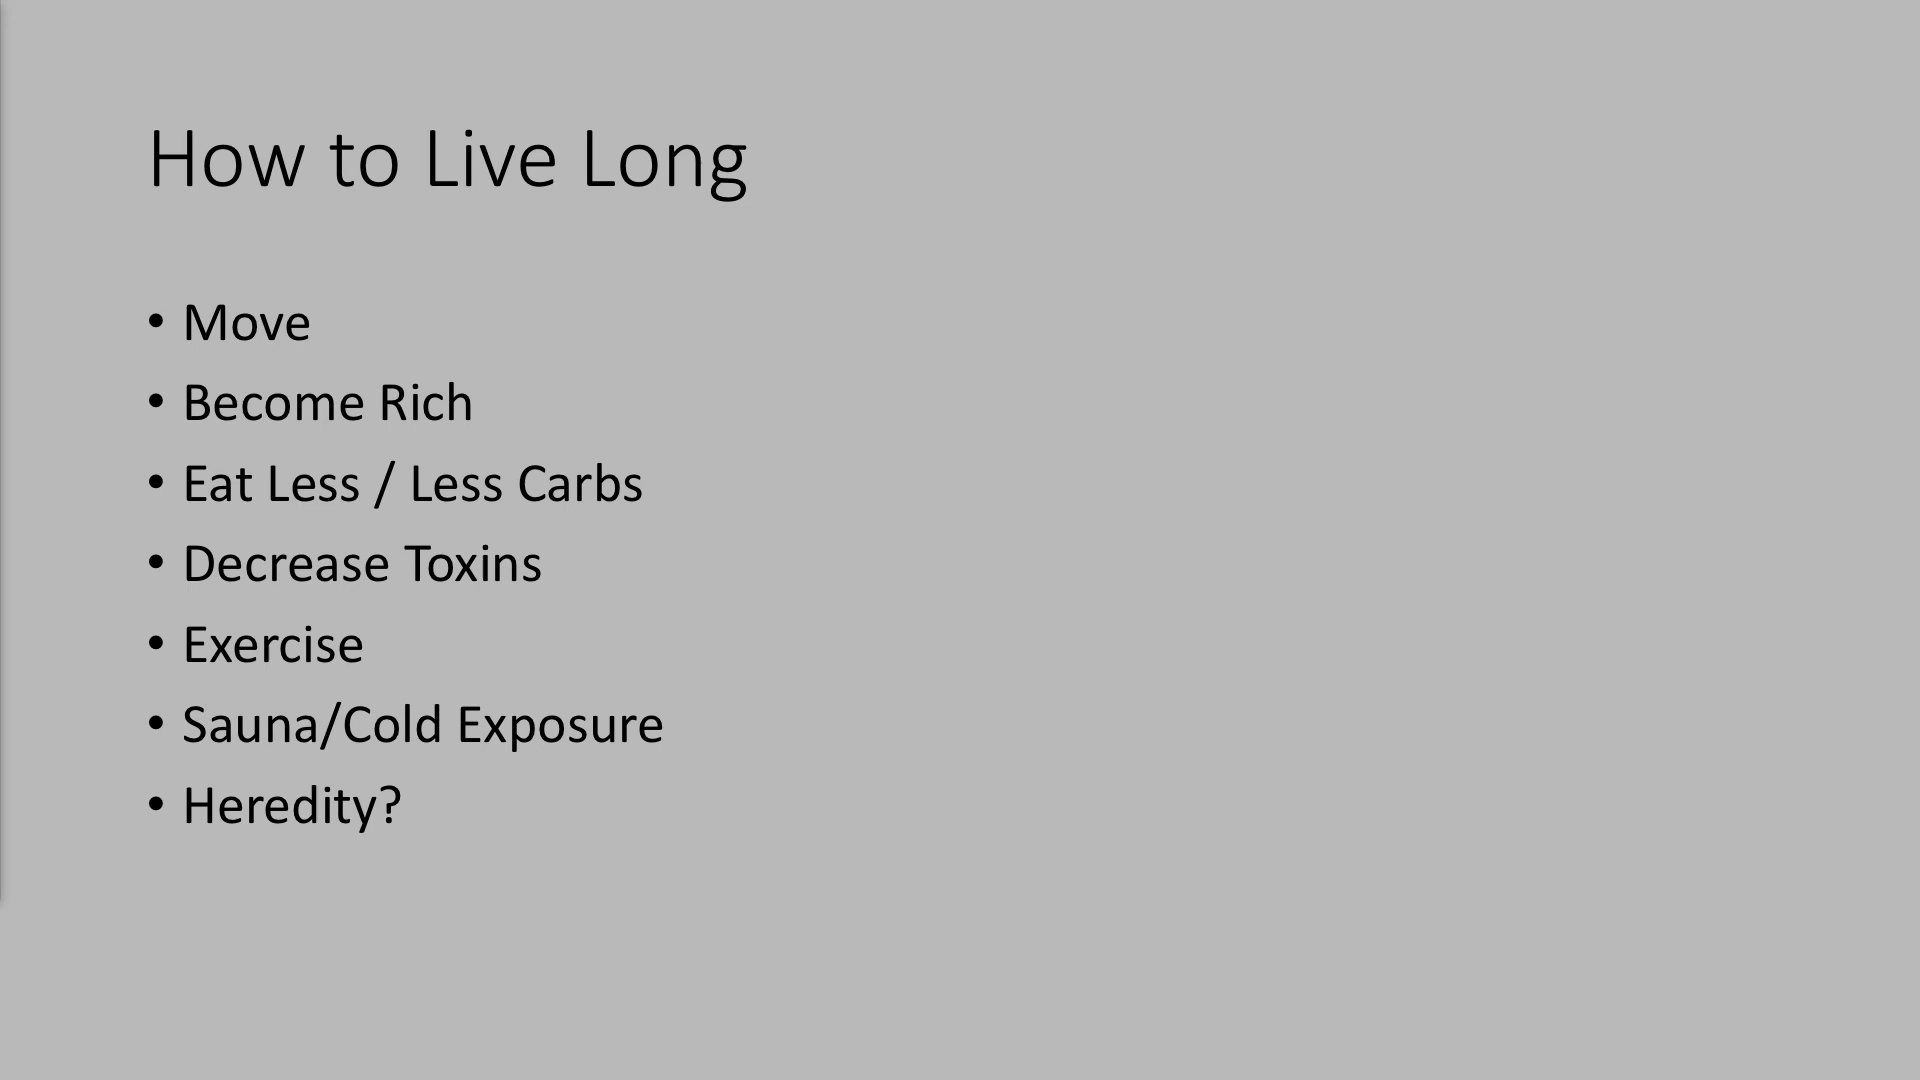 How to Live Long
• Move
• Become Rich
• Eat Less / Less Carbs
• Decrease Toxins
• Exercise
• Sauna/Cold Exposure
• Heredity?